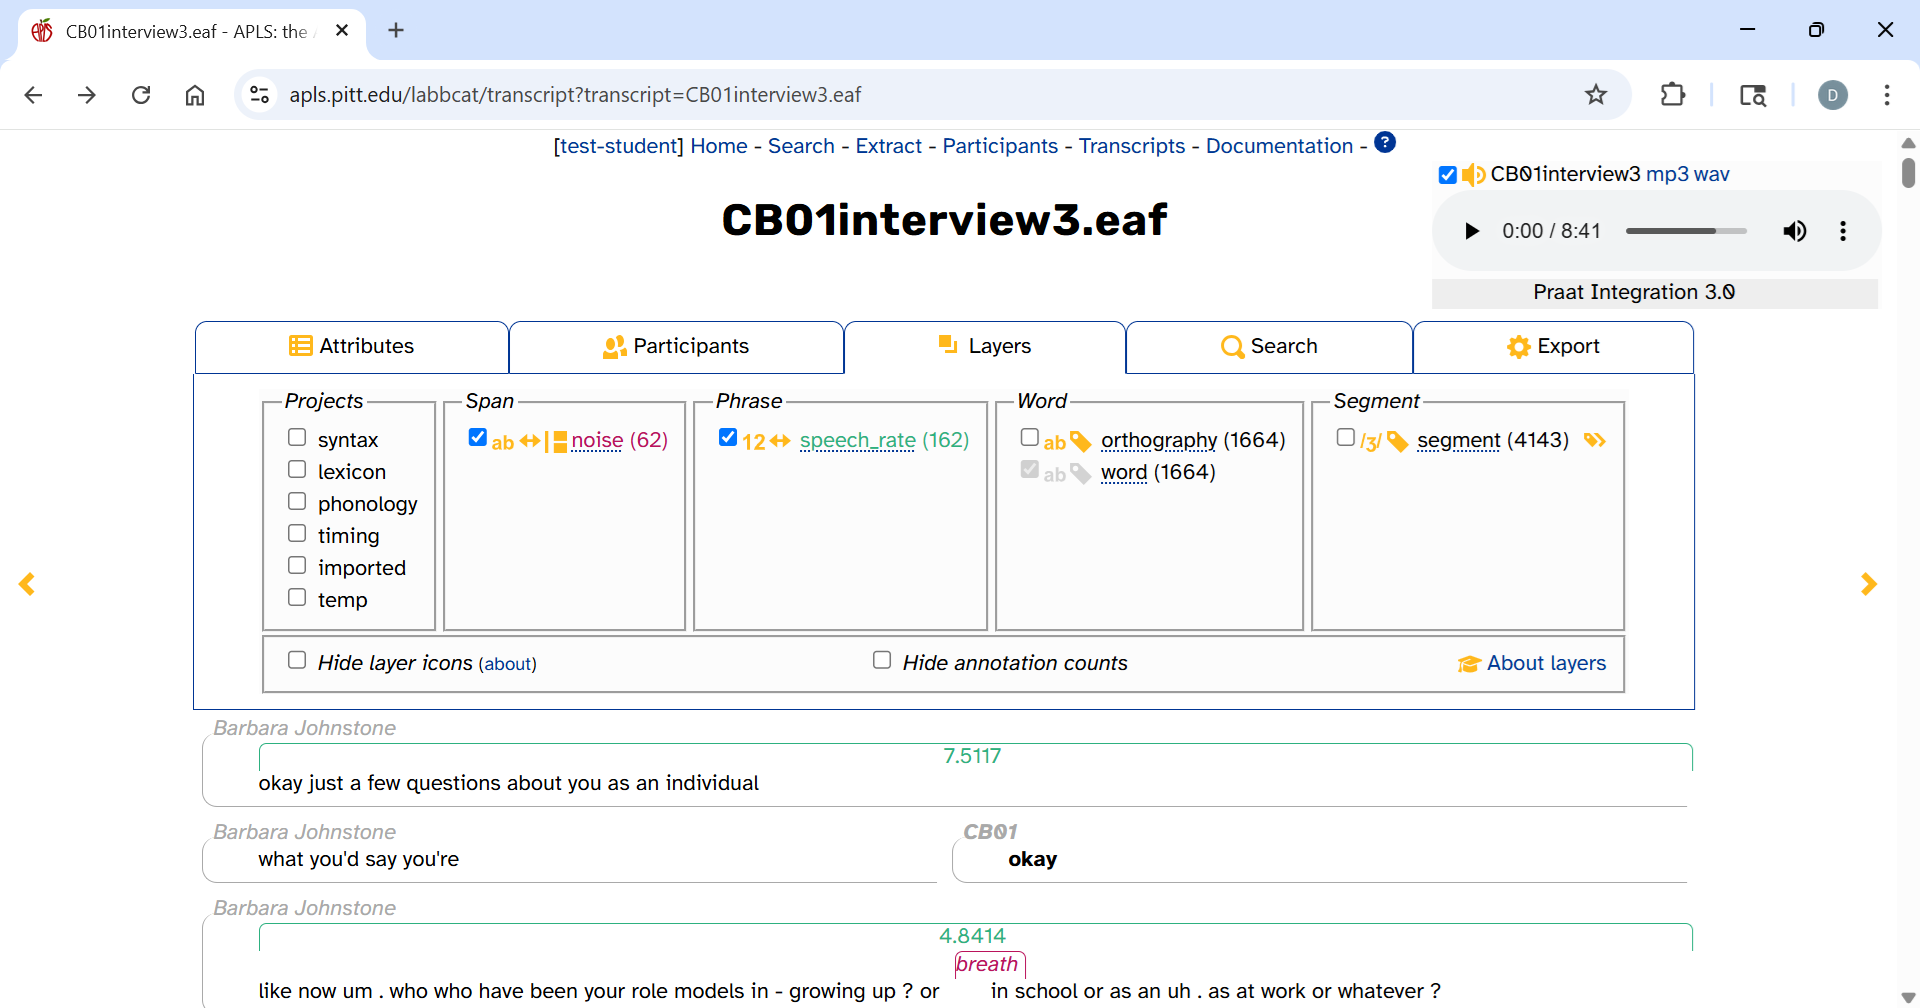 CB01interview3.eaf - APLS: the
apls.pitt.edu/labbcat/transcript?transcript=CB01interview3.eaf
D
[test-student] Home - Search - Extract - Participants - Transcripts - Documentation - ?
CB01interview3 mp3 wav
CB01interview3.eaf
0:00 / 8:41
Praat Integration 3.0
Attributes Participants Layers Search Export
Projects Span Phrase Word Segment
syntax ab noise (62) 12 speech_rate (162) ab orthography (1664) /ʒ/ segment (4143)
lexicon ab word (1664)
phonology
timing
imported
temp
Hide layer icons (about) Hide annotation counts About layers
Barbara Johnstone
7.5117
okay just a few questions about you as an individual
Barbara Johnstone CB01
what you'd say you're okay
Barbara Johnstone
4.8414
breath
like now um . who who have been your role models in - growing up ? or in school or as an uh . as at work or whatever ?